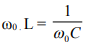 ω₀ . L = 1/(ω₀C)